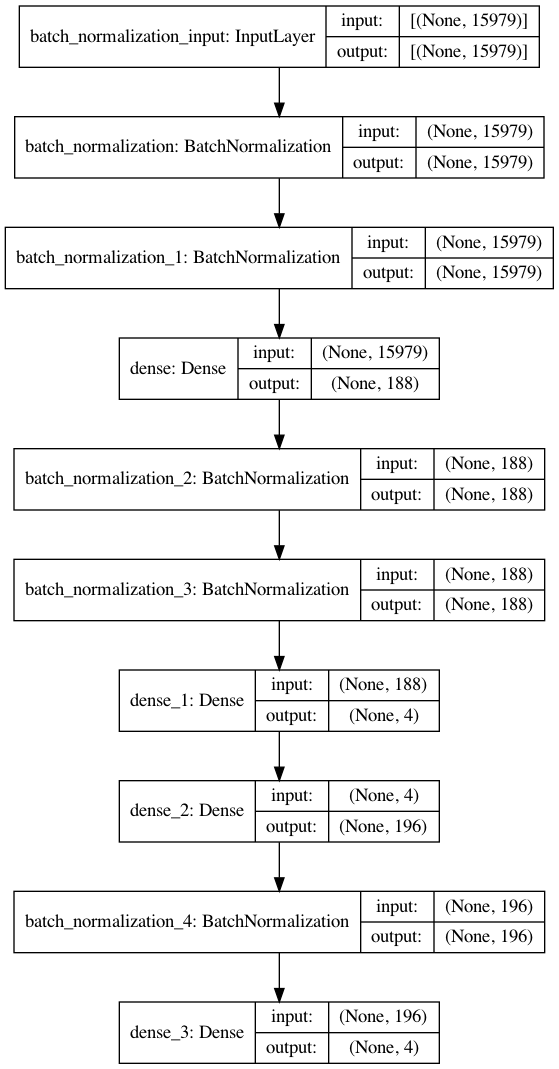 batch_normalization_input: InputLayer
input:
[(None, 15979)]
output:
[(None, 15979)]
batch_normalization: BatchNormalization
input:
(None, 15979)
output:
(None, 15979)
batch_normalization_1: BatchNormalization
input:
(None, 15979)
output:
(None, 15979)
dense: Dense
input:
(None, 15979)
output:
(None, 188)
batch_normalization_2: BatchNormalization
input:
(None, 188)
output:
(None, 188)
batch_normalization_3: BatchNormalization
input:
(None, 188)
output:
(None, 188)
dense_1: Dense
input:
(None, 188)
output:
(None, 4)
dense_2: Dense
input:
(None, 4)
output:
(None, 196)
batch_normalization_4: BatchNormalization
input:
(None, 196)
output:
(None, 196)
dense_3: Dense
input:
(None, 196)
output:
(None, 4)